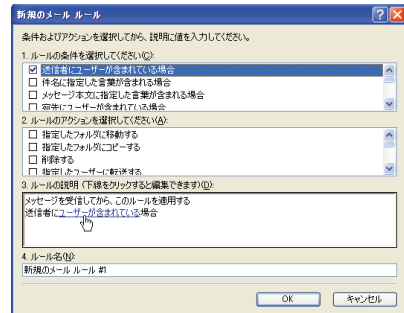 新規のメール ルール
条件およびアクションを選択してから、説明に値を入力してください。
1. ルールの条件を選択してください(C):
送信者にユーザーが含まれている場合
件名に指定した言葉が含まれる場合
メッセージ本文に指定した言葉が含まれる場合
宛先にユーザーが含まれている場合
2. ルールのアクションを選択してください(A):
指定したフォルダに移動する
指定したフォルダにコピーする
削除する
指定したユーザーに転送する
3. ルールの説明 (下線をクリックすると編集できます)(D):
メッセージを受信してから、このルールを適用する
送信者にユーザーが含まれている場合
4. ルール名(N):
新規のメール ルール #1
OK キャンセル